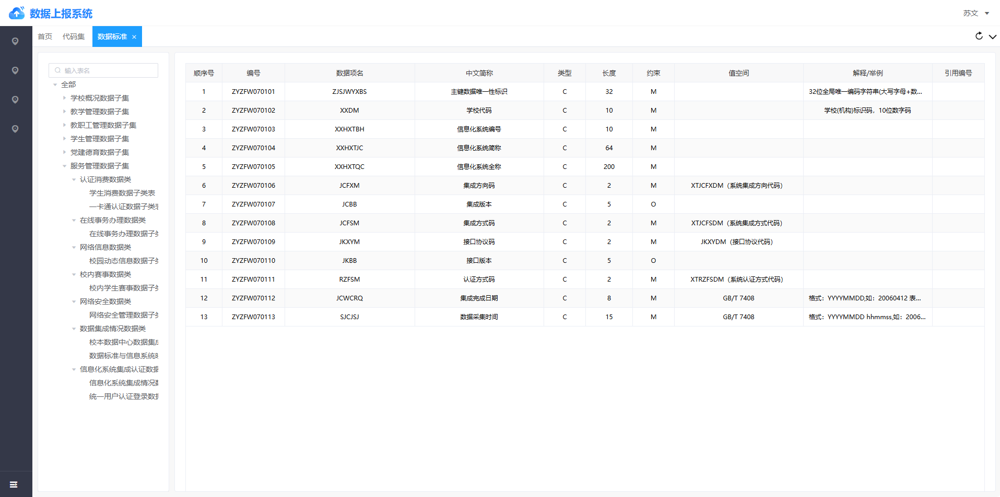 数据上报系统
苏文
首页 代码集 数据标准
输入表名
全部
学校概况数据子集
教学管理数据子集
教职工管理数据子集
学生管理数据子集
党建德育数据子集
服务管理数据子集
认证消费数据类
学生消费数据子类表
一卡通认证数据子类表
在线事务办理数据类
在线事务办理数据子类
网络信息数据类
校园动态信息数据子类
校内赛事数据类
校内学生赛事数据子类
网络安全数据类
网络安全管理数据子类
数据集成情况数据类
校本数据中心数据集成
数据标准与信息系统映
信息化系统集成认证数据
信息化系统集成情况数
统一用户认证登录数据
顺序号 编号 数据项名 中文简称 类型 长度 约束 值空间 解释/举例 引用编号
1 ZYZFW070101 ZJSJWYXBS 主键数据唯一性标识 C 32 M 32位全局唯一编码字符串(大写字母+数...
2 ZYZFW070102 XXDM 学校代码 C 10 M 学校(机构)标识码，10位数字码
3 ZYZFW070103 XXHXTBH 信息化系统编号 C 10 M
4 ZYZFW070104 XXHXTJC 信息化系统简称 C 64 M
5 ZYZFW070105 XXHXTQC 信息化系统全称 C 200 M
6 ZYZFW070106 JCFXM 集成方向码 C 2 M XTJCFXDM（系统集成方向代码）
7 ZYZFW070107 JCBB 集成版本 C 5 O
8 ZYZFW070108 JCFSM 集成方式码 C 2 M XTJCFSDM（系统集成方式代码）
9 ZYZFW070109 JKXYM 接口协议码 C 2 M JKXYDM（接口协议代码）
10 ZYZFW070110 JKBB 接口版本 C 5 O
11 ZYZFW070111 RZFSM 认证方式码 C 2 M XTRZFSDM（系统认证方式代码）
12 ZYZFW070112 JCWCRQ 集成完成日期 C 8 M GB/T 7408 格式：YYYYMMDD,如：20060412 表...
13 ZYZFW070113 SJCJSJ 数据采集时间 C 15 M GB/T 7408 格式：YYYYMMDD hhmmss,如：2006...